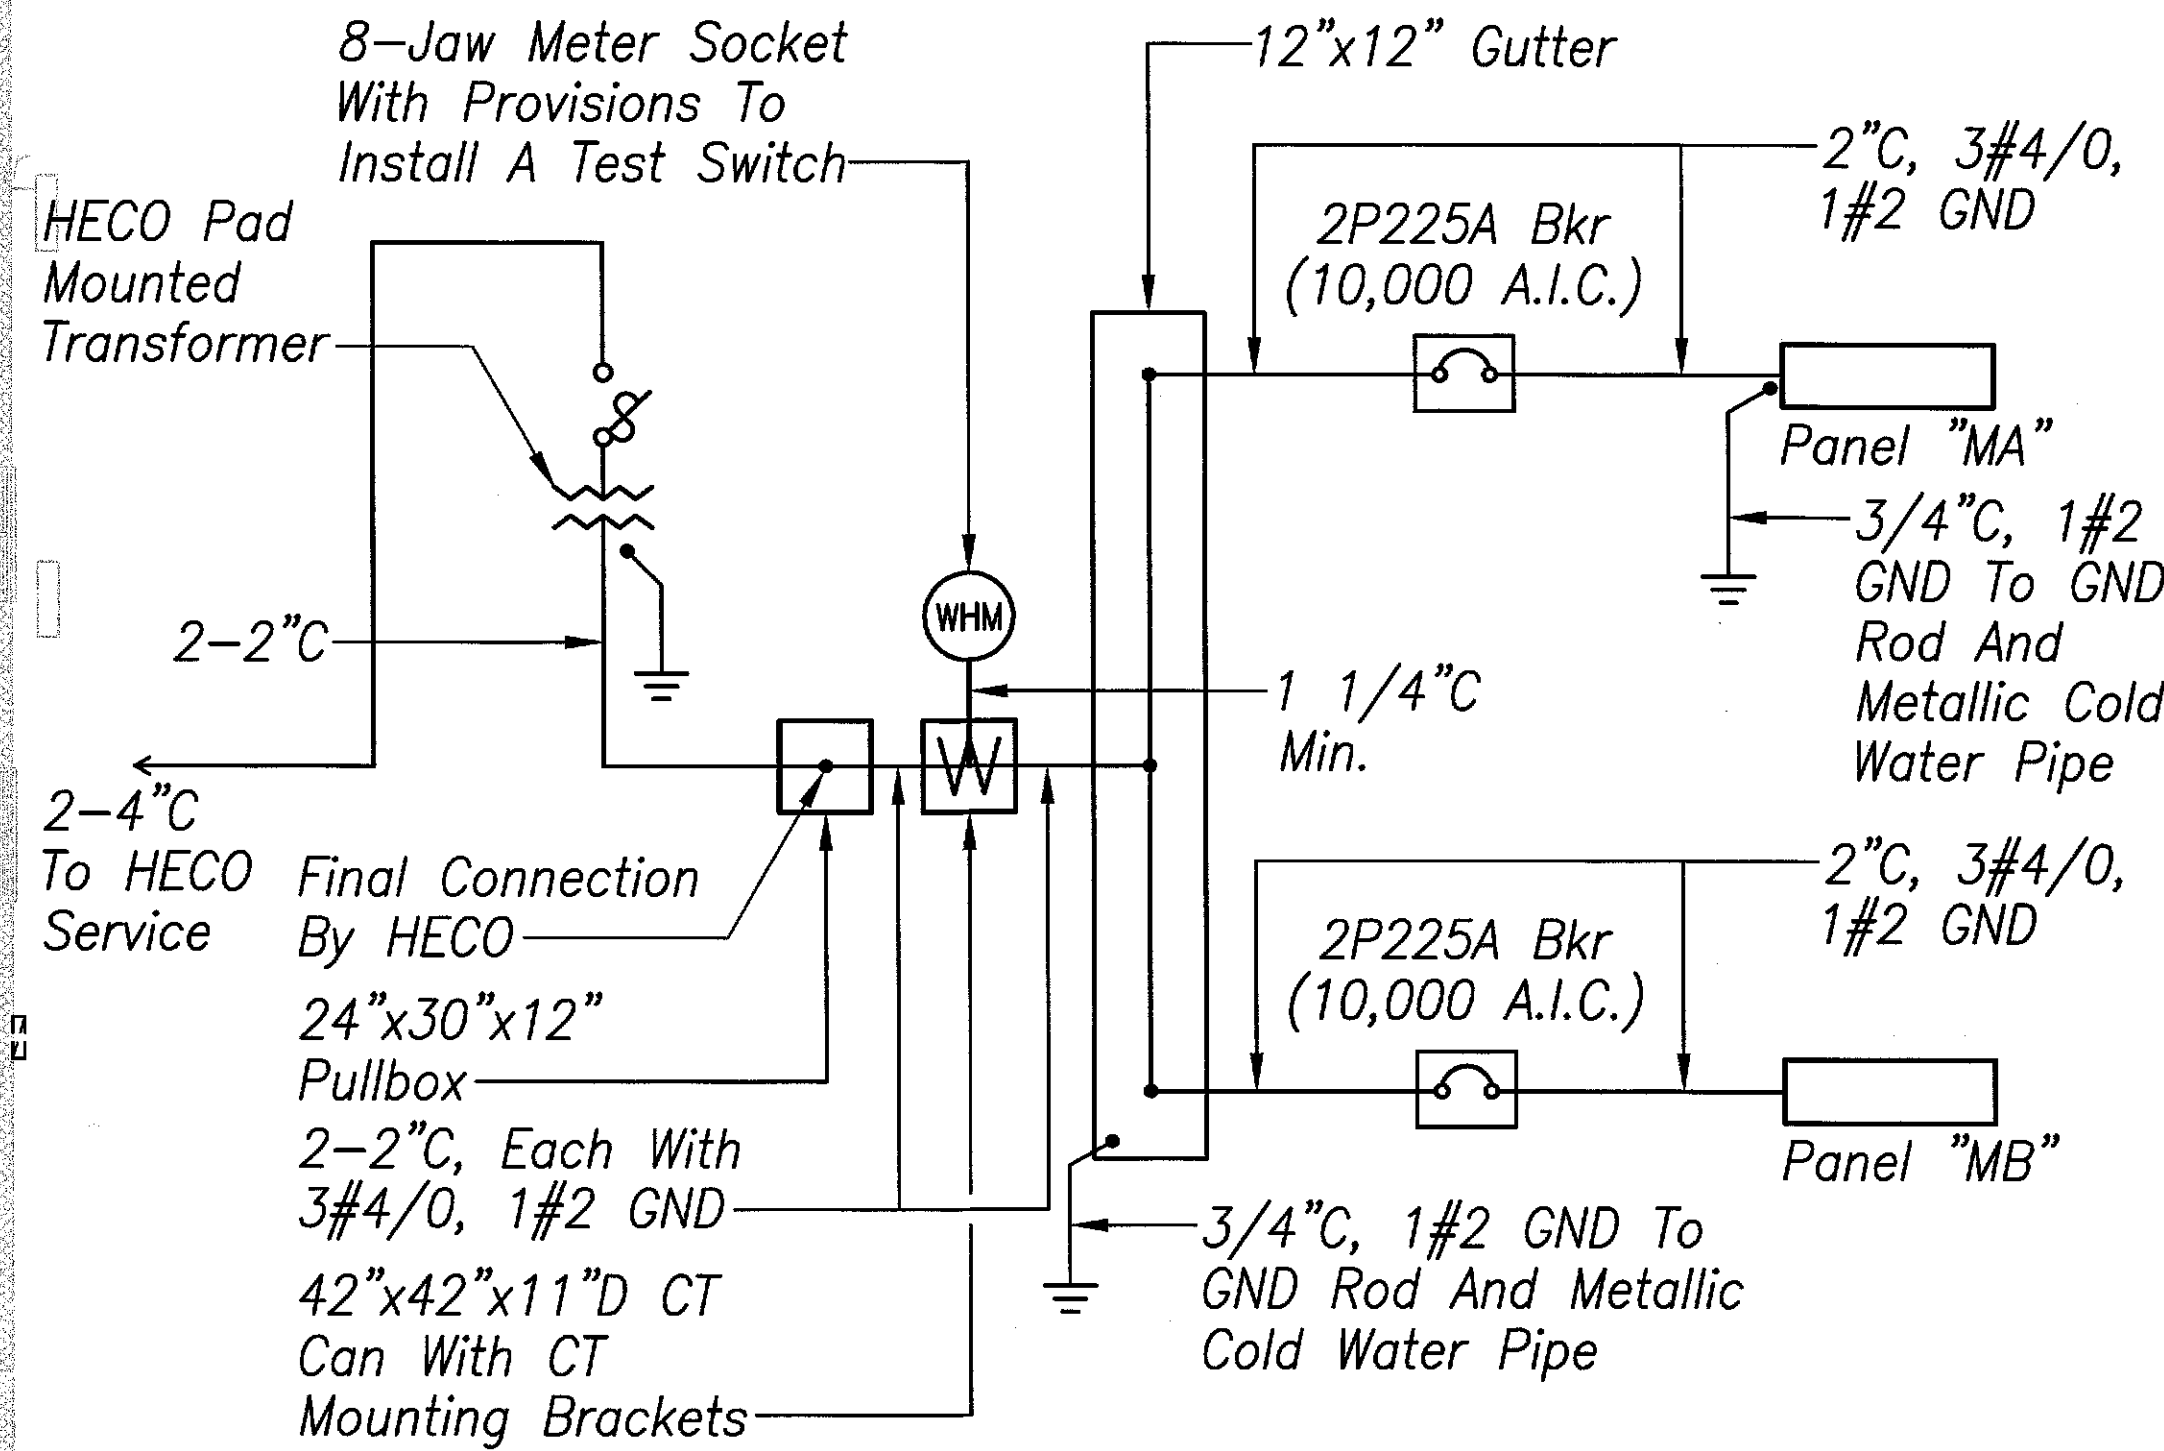 8-Jaw Meter Socket
With Provisions To
Install A Test Switch
12"x12" Gutter
HECO Pad
Mounted
Transformer
2"C, 3#4/0,
1#2 GND
2P225A Bkr
(10,000 A.I.C.)
Panel "MA"
3/4"C, 1#2
GND To GND
Rod And
Metallic Cold
Water Pipe
2-2"C
WHM
1 1/4"C
Min.
W
2-4"C
To HECO
Service
Final Connection
By HECO
24"x30"x12"
Pullbox
2-2"C, Each With
3#4/0, 1#2 GND
42"x42"x11"D CT
Can With CT
Mounting Brackets
2"C, 3#4/0,
1#2 GND
2P225A Bkr
(10,000 A.I.C.)
Panel "MB"
3/4"C, 1#2 GND To
GND Rod And Metallic
Cold Water Pipe